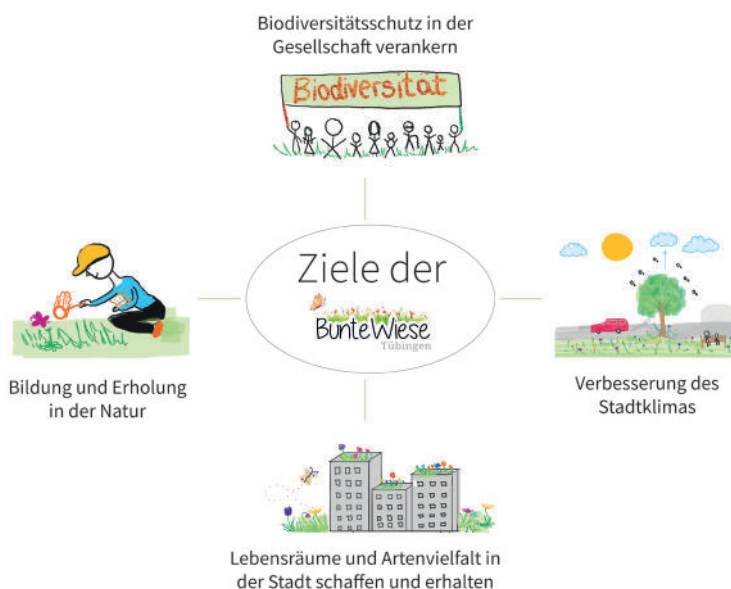 Biodiversitätsschutz in der
Gesellschaft verankern
Biodiversität
Ziele der
BunteWiese
Tübingen
Bildung und Erholung
in der Natur
Verbesserung des
Stadtklimas
Lebensräume und Artenvielfalt in
der Stadt schaffen und erhalten